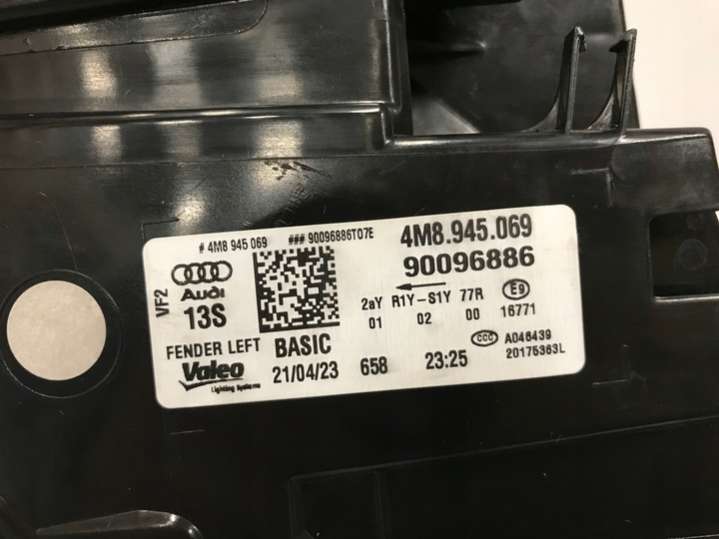 # 4M8 945 069 ### 90096886T07E 4M8.945.069
90096886
VF2
Audi
13S
2aY R1Y-S1Y 77R E9
01 02 00 16771
FENDER LEFT BASIC CCC A046439
20175363L
Valeo 21/04/23 658 23:25
Lighting Systems